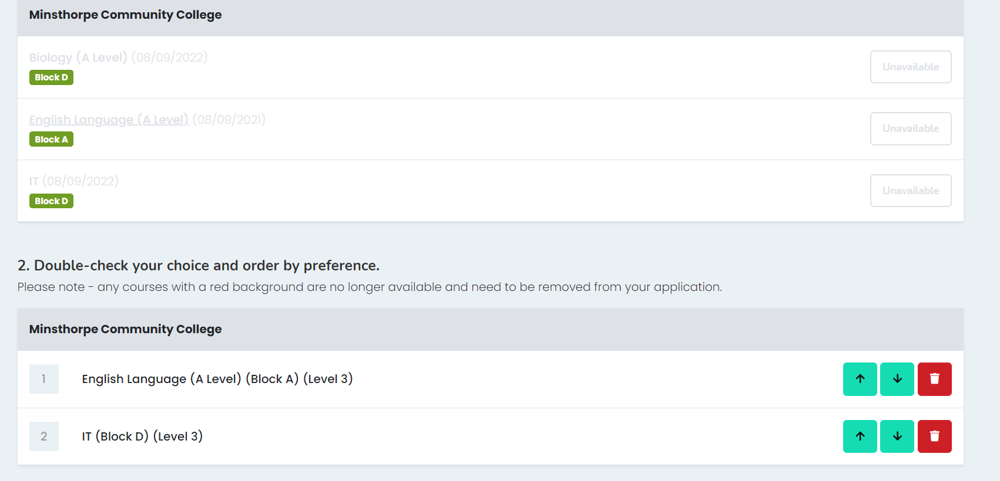 Minsthorpe Community College
Biology (A Level) (08/09/2022)
Block D
Unavailable
English Language (A Level) (08/09/2021)
Block A
Unavailable
IT (08/09/2022)
Block D
Unavailable
2. Double-check your choice and order by preference.
Please note - any courses with a red background are no longer available and need to be removed from your application.
Minsthorpe Community College
1 English Language (A Level) (Block A) (Level 3)
2 IT (Block D) (Level 3)